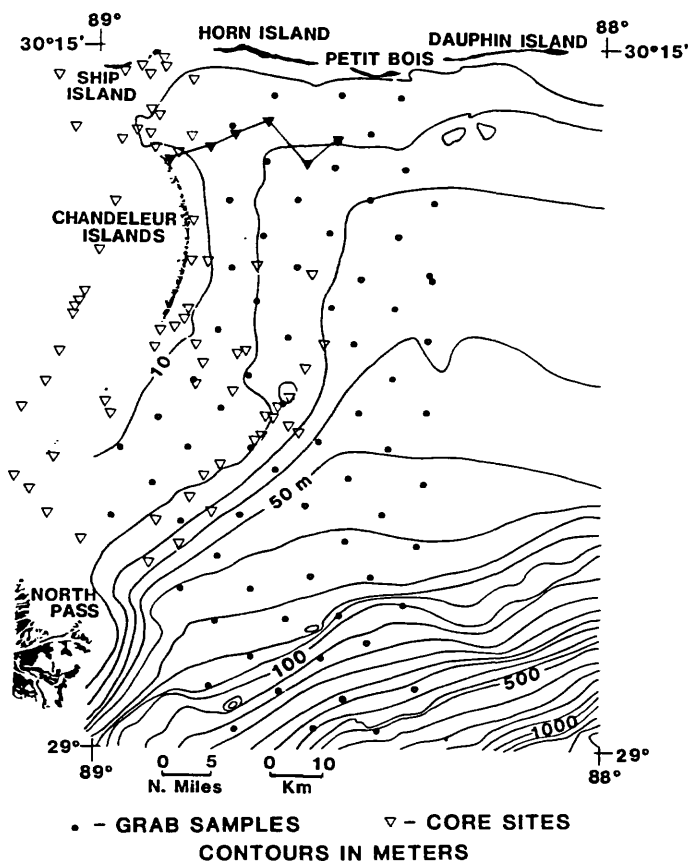 89°
88°
30°15'
HORN ISLAND
DAUPHIN ISLAND
30°15'
PETIT BOIS
SHIP
ISLAND
CHANDELEUR
ISLANDS
10
50 m
NORTH
PASS
100
500
1000
29°
29°
89°
0 5
N. Miles
0 10
Km
88°
• - GRAB SAMPLES
▽ - CORE SITES
CONTOURS IN METERS